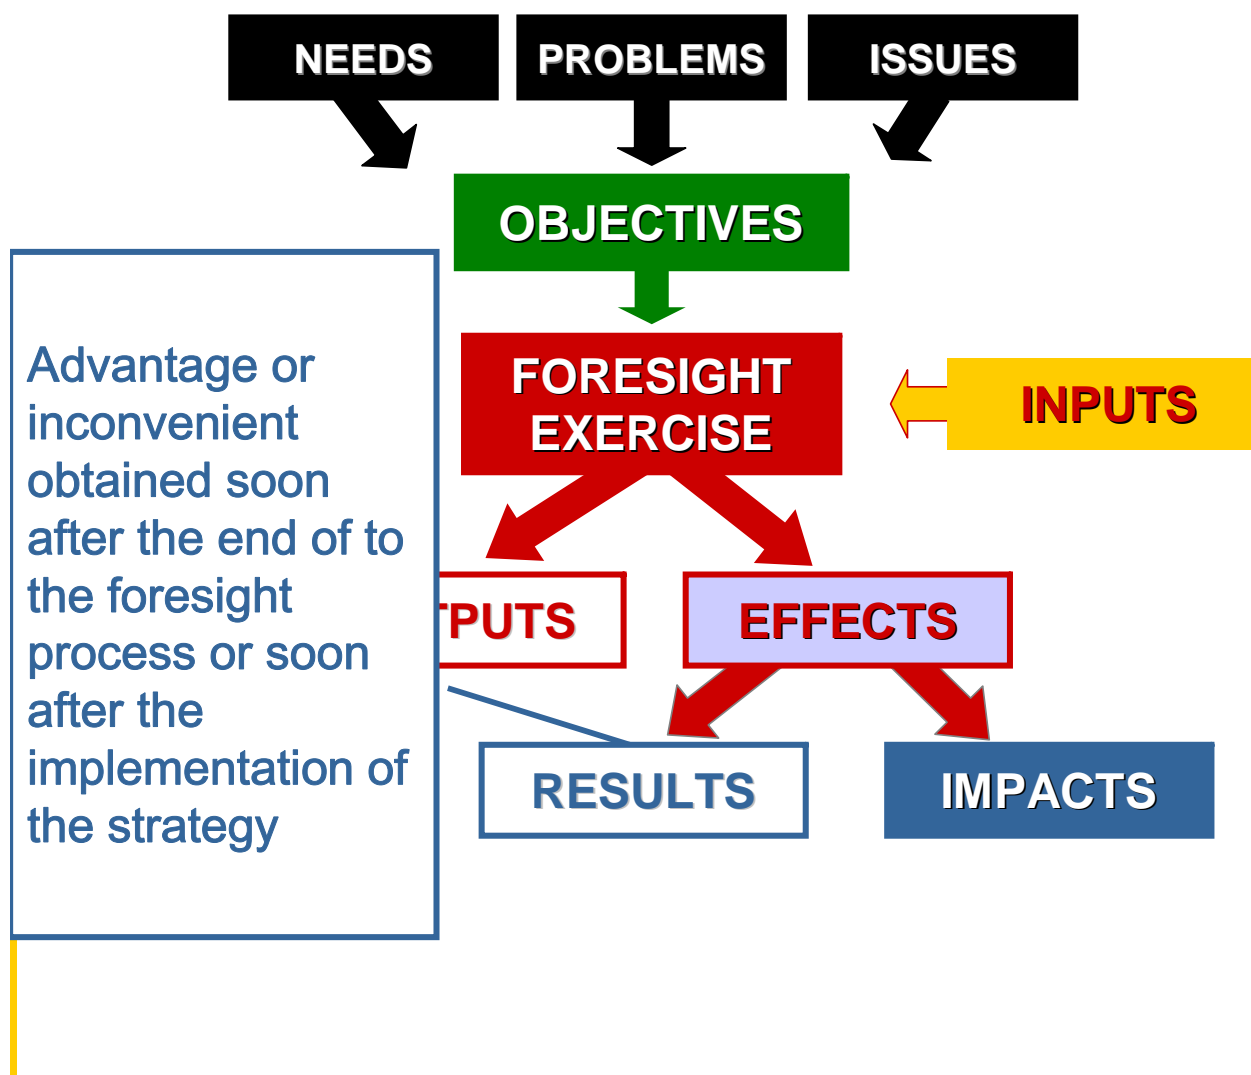 NEEDS
PROBLEMS
ISSUES
OBJECTIVES
FORESIGHT
EXERCISE
INPUTS
Advantage or
inconvenient
obtained soon
after the end of to
the foresight
process or soon
after the
implementation of
the strategy
TPUTS
EFFECTS
RESULTS
IMPACTS